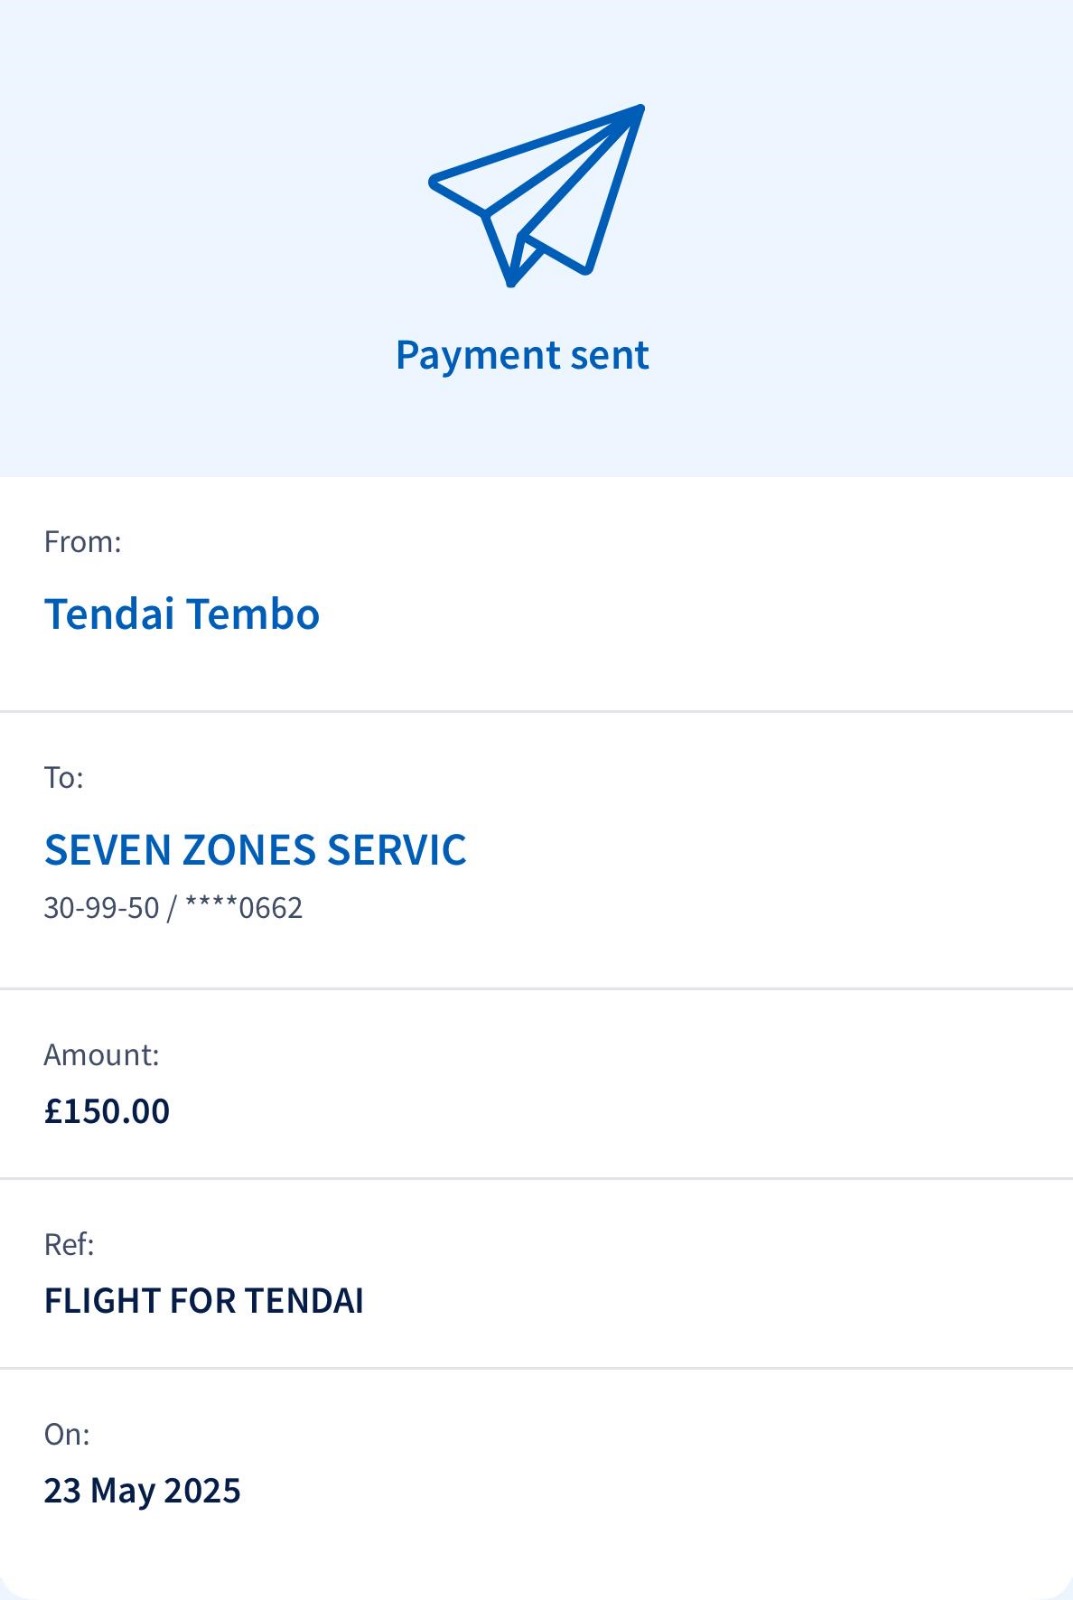 Payment sent
From:
Tendai Tembo
To:
SEVEN ZONES SERVIC
30-99-50 / ****0662
Amount:
£150.00
Ref:
FLIGHT FOR TENDAI
On:
23 May 2025